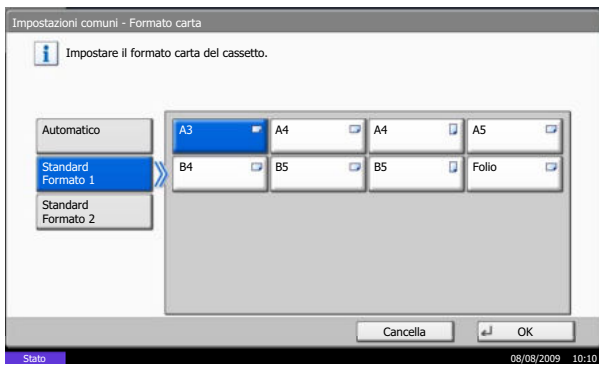 Impostazioni comuni - Formato carta
Impostare il formato carta del cassetto.
Automatico
Standard
Formato 1
Standard
Formato 2
A3 A4 A4 A5
B4 B5 B5 Folio
Cancella OK
Stato 08/08/2009 10:10